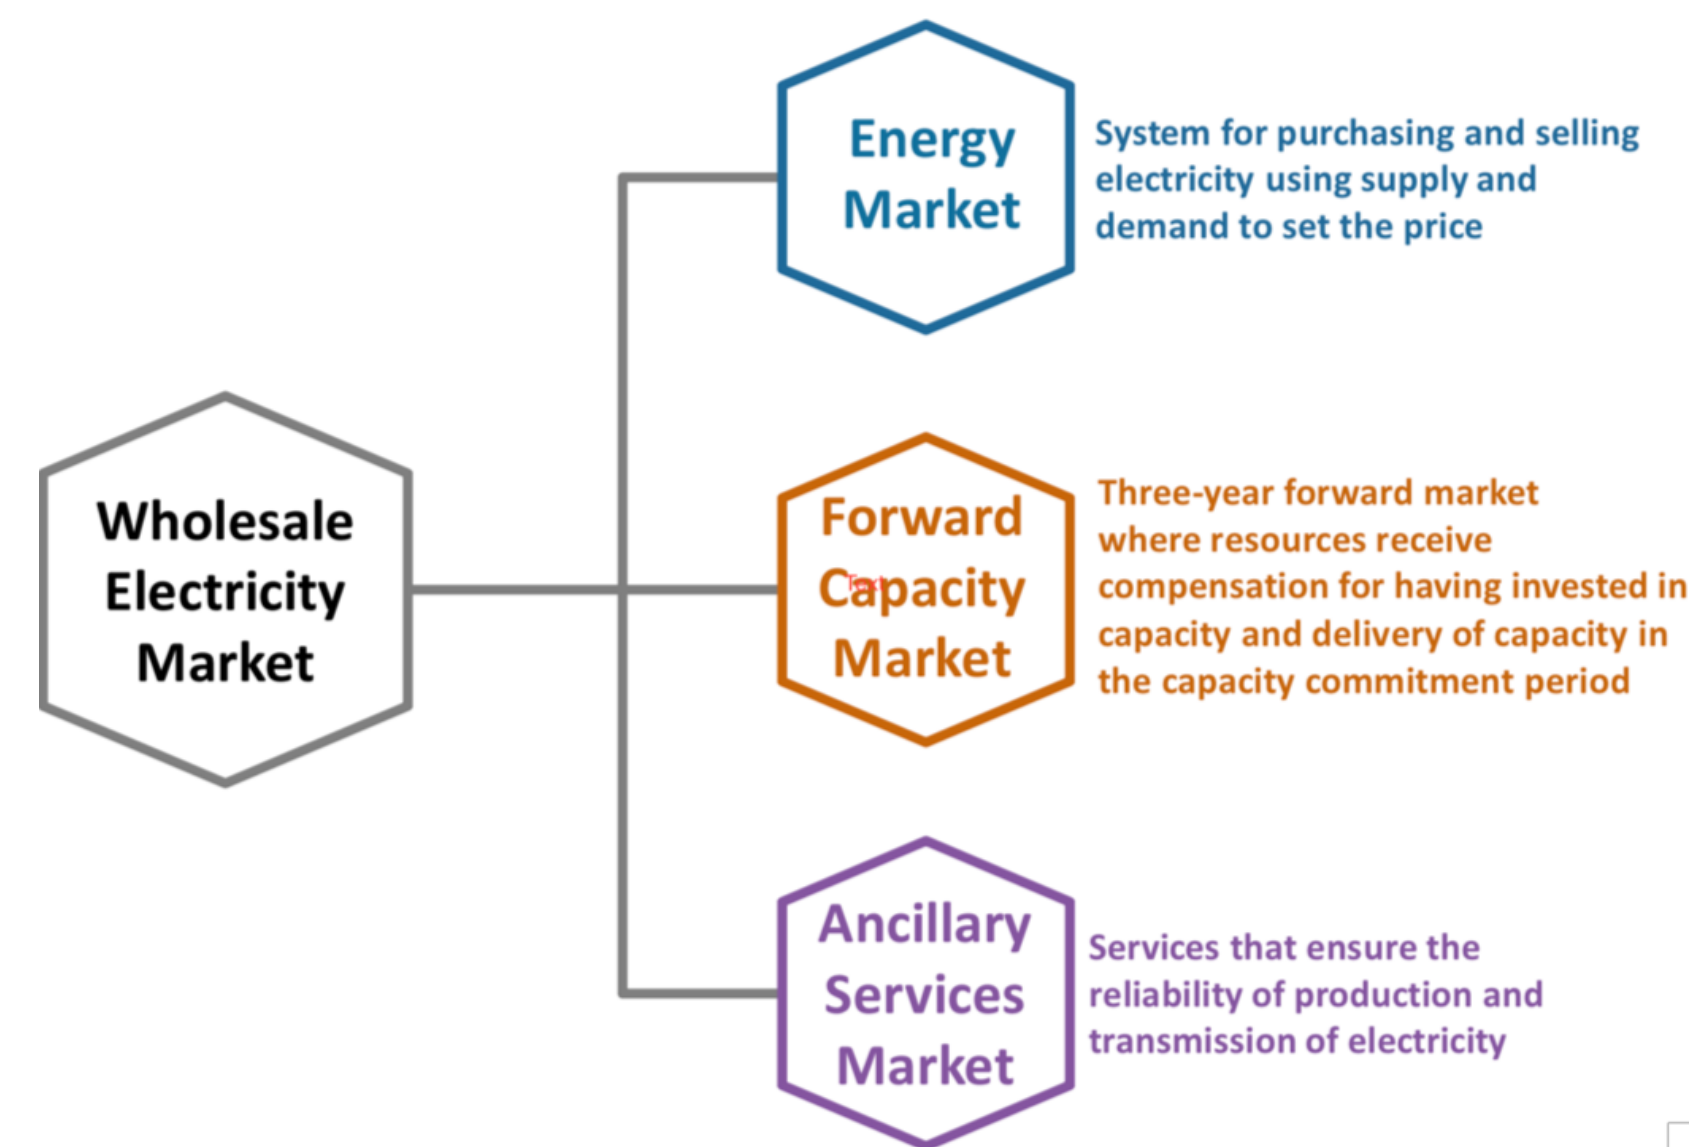 Wholesale
Electricity
Market
Energy
Market
System for purchasing and selling
electricity using supply and
demand to set the price
Forward
Capacity
Market
Text
Three-year forward market
where resources receive
compensation for having invested in
capacity and delivery of capacity in
the capacity commitment period
Ancillary
Services
Market
Services that ensure the
reliability of production and
transmission of electricity